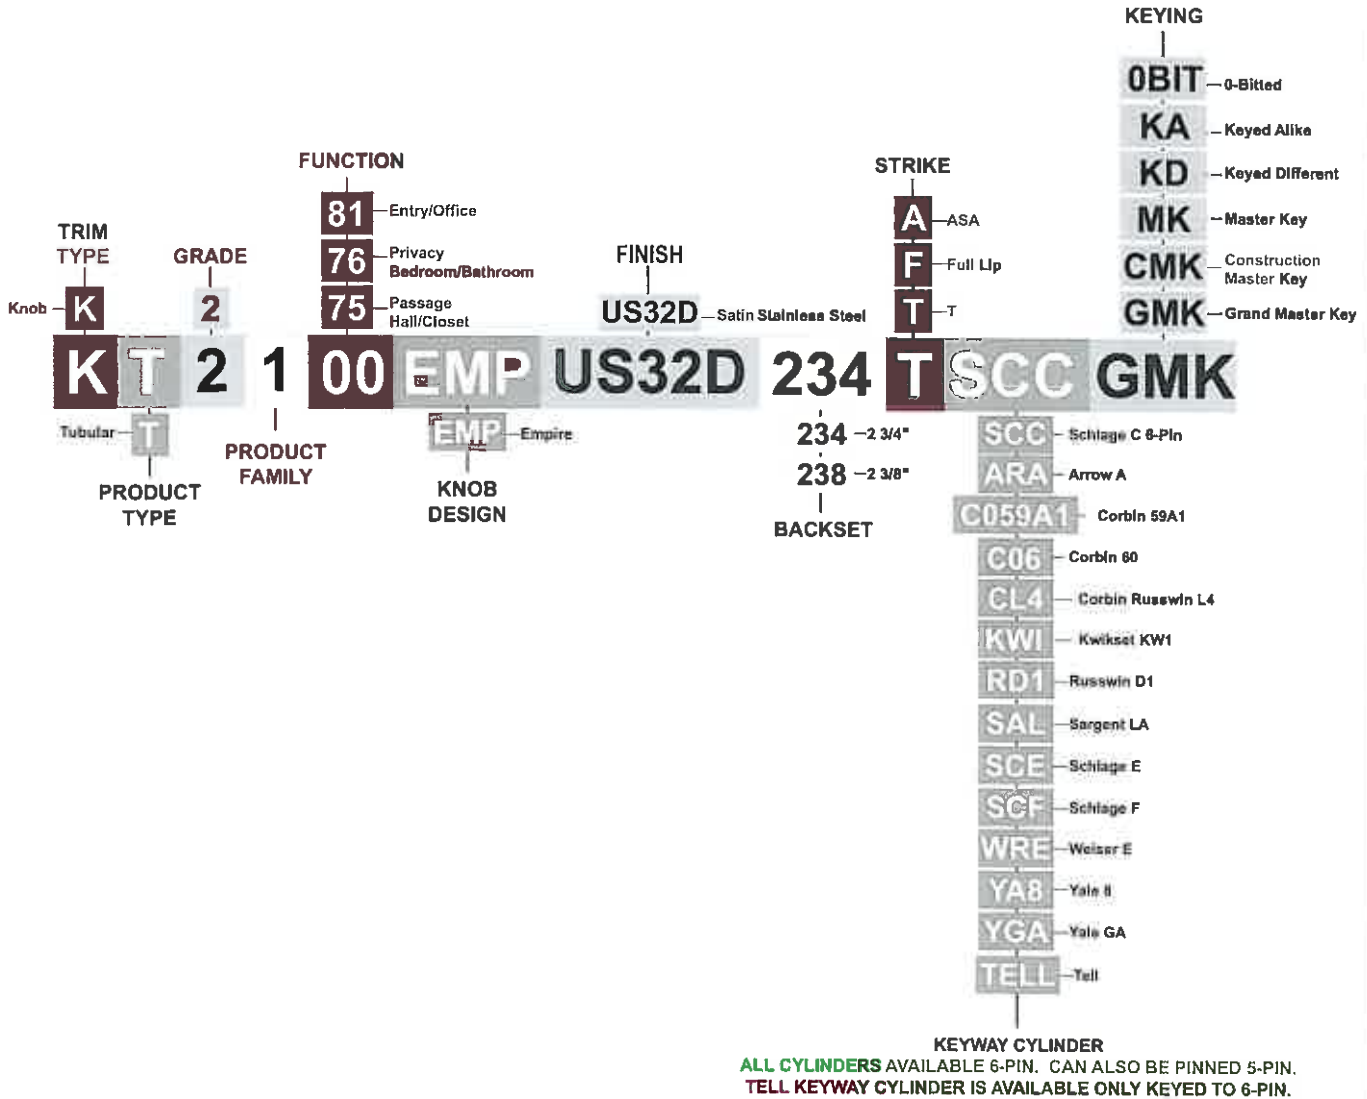 KEYING
0BIT
0-Bitted
KA
Keyed Alike
KD
Keyed Different
MK
Master Key
CMK
Construction
Master Key
GMK
Grand Master Key
FUNCTION
81
Entry/Office
76
Privacy
Bedroom/Bathroom
75
Passage
Hall/Closet
STRIKE
A
ASA
F
Full Lip
T
T
TRIM
TYPE
Knob
K
GRADE
2
FINISH
US32D
Satin Stainless Steel
K T 2 1 00 EMP US32D 234 T SCC GMK
Tubular
T
PRODUCT
TYPE
PRODUCT
FAMILY
EMP
Empire
KNOB
DESIGN
234
2 3/4"
238
2 3/8"
BACKSET
SCC
Schlage C 6-Pin
ARA
Arrow A
C059A1
Corbin 59A1
C06
Corbin 60
CL4
Corbin Russwin L4
KWI
Kwikset KW1
RD1
Russwin D1
SAL
Sargent LA
SCE
Schlage E
SCF
Schlage F
WRE
Weiser E
YA8
Yale 8
YGA
Yale GA
TELL
Tell
KEYWAY CYLINDER
ALL CYLINDERS AVAILABLE 6-PIN. CAN ALSO BE PINNED 5-PIN.
TELL KEYWAY CYLINDER IS AVAILABLE ONLY KEYED TO 6-PIN.